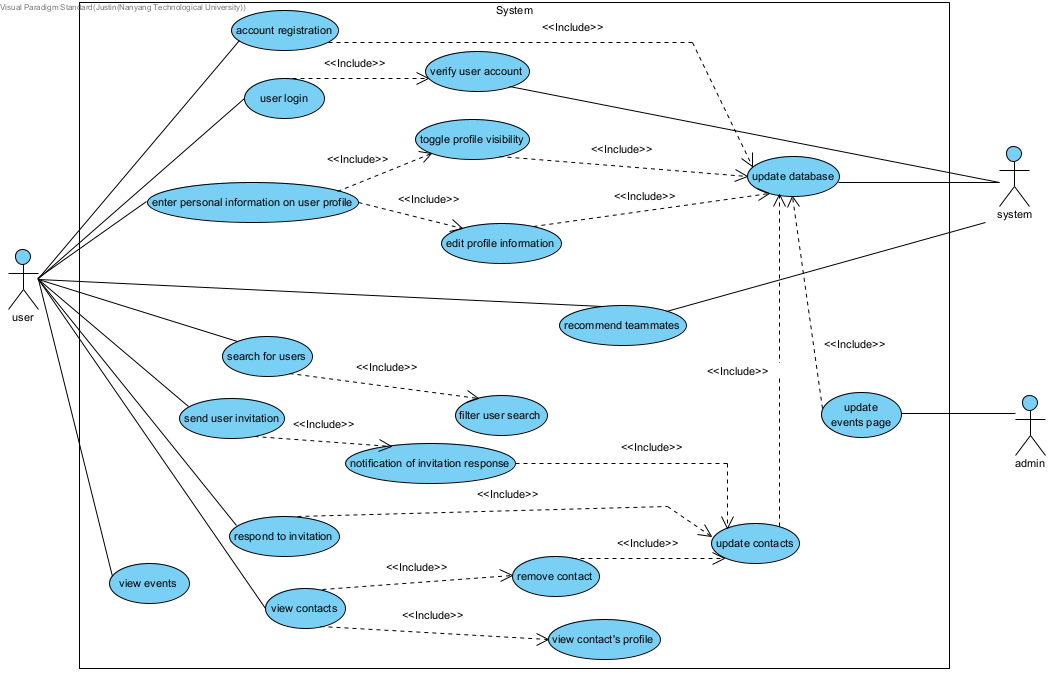 Visual Paradigm Standard(Justin(Nanyang Technological University))
System
account registration
<<Include>>
<<Include>>
verify user account
user login
toggle profile visibility
<<Include>>
<<Include>>
update database
enter personal information on user profile
<<Include>>
<<Include>>
system
edit profile information
user
recommend teammates
<<Include>>
search for users
<<Include>>
<<Include>>
filter user search
update
events page
send user invitation
<<Include>>
admin
notification of invitation response
<<Include>>
<<Include>>
respond to invitation
update contacts
<<Include>>
<<Include>>
remove contact
view events
view contacts
<<Include>>
view contact's profile